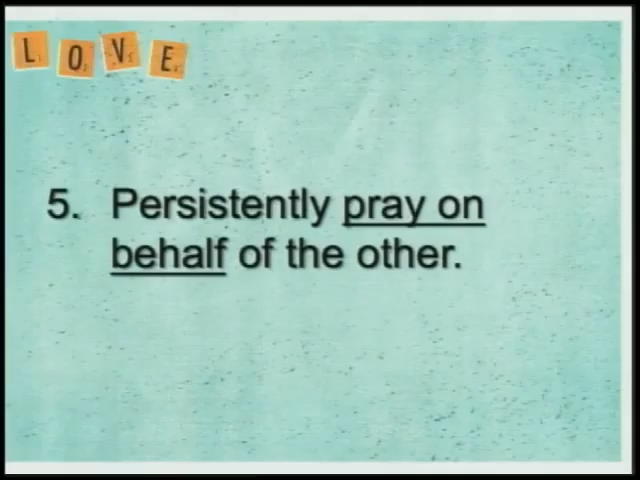 LOVE
5. Persistently pray on
behalf of the other.